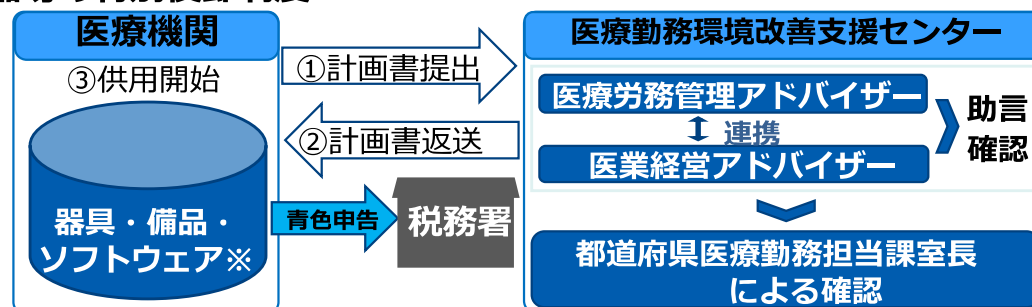 医療機関
③供用開始
器具・備品・
ソフトウェア※
①計画書提出
②計画書返送
青色申告
税務署
医療勤務環境改善支援センター
医療労務管理アドバイザー
連携
医業経営アドバイザー
助言
確認
都道府県医療勤務担当課室長
による確認